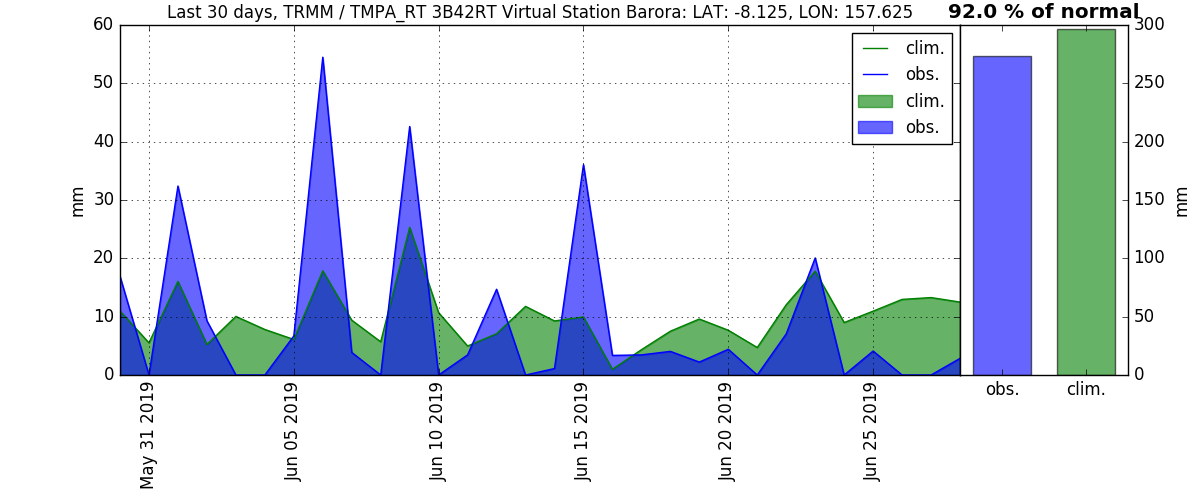 Last 30 days, TRMM / TMPA_RT 3B42RT Virtual Station Barora: LAT: -8.125, LON: 157.625
92.0 % of normal
60
50
40
30
20
10
0
mm
clim.
obs.
clim.
obs.
May 31 2019
Jun 05 2019
Jun 10 2019
Jun 15 2019
Jun 20 2019
Jun 25 2019
300
250
200
150
100
50
0
mm
obs.
clim.